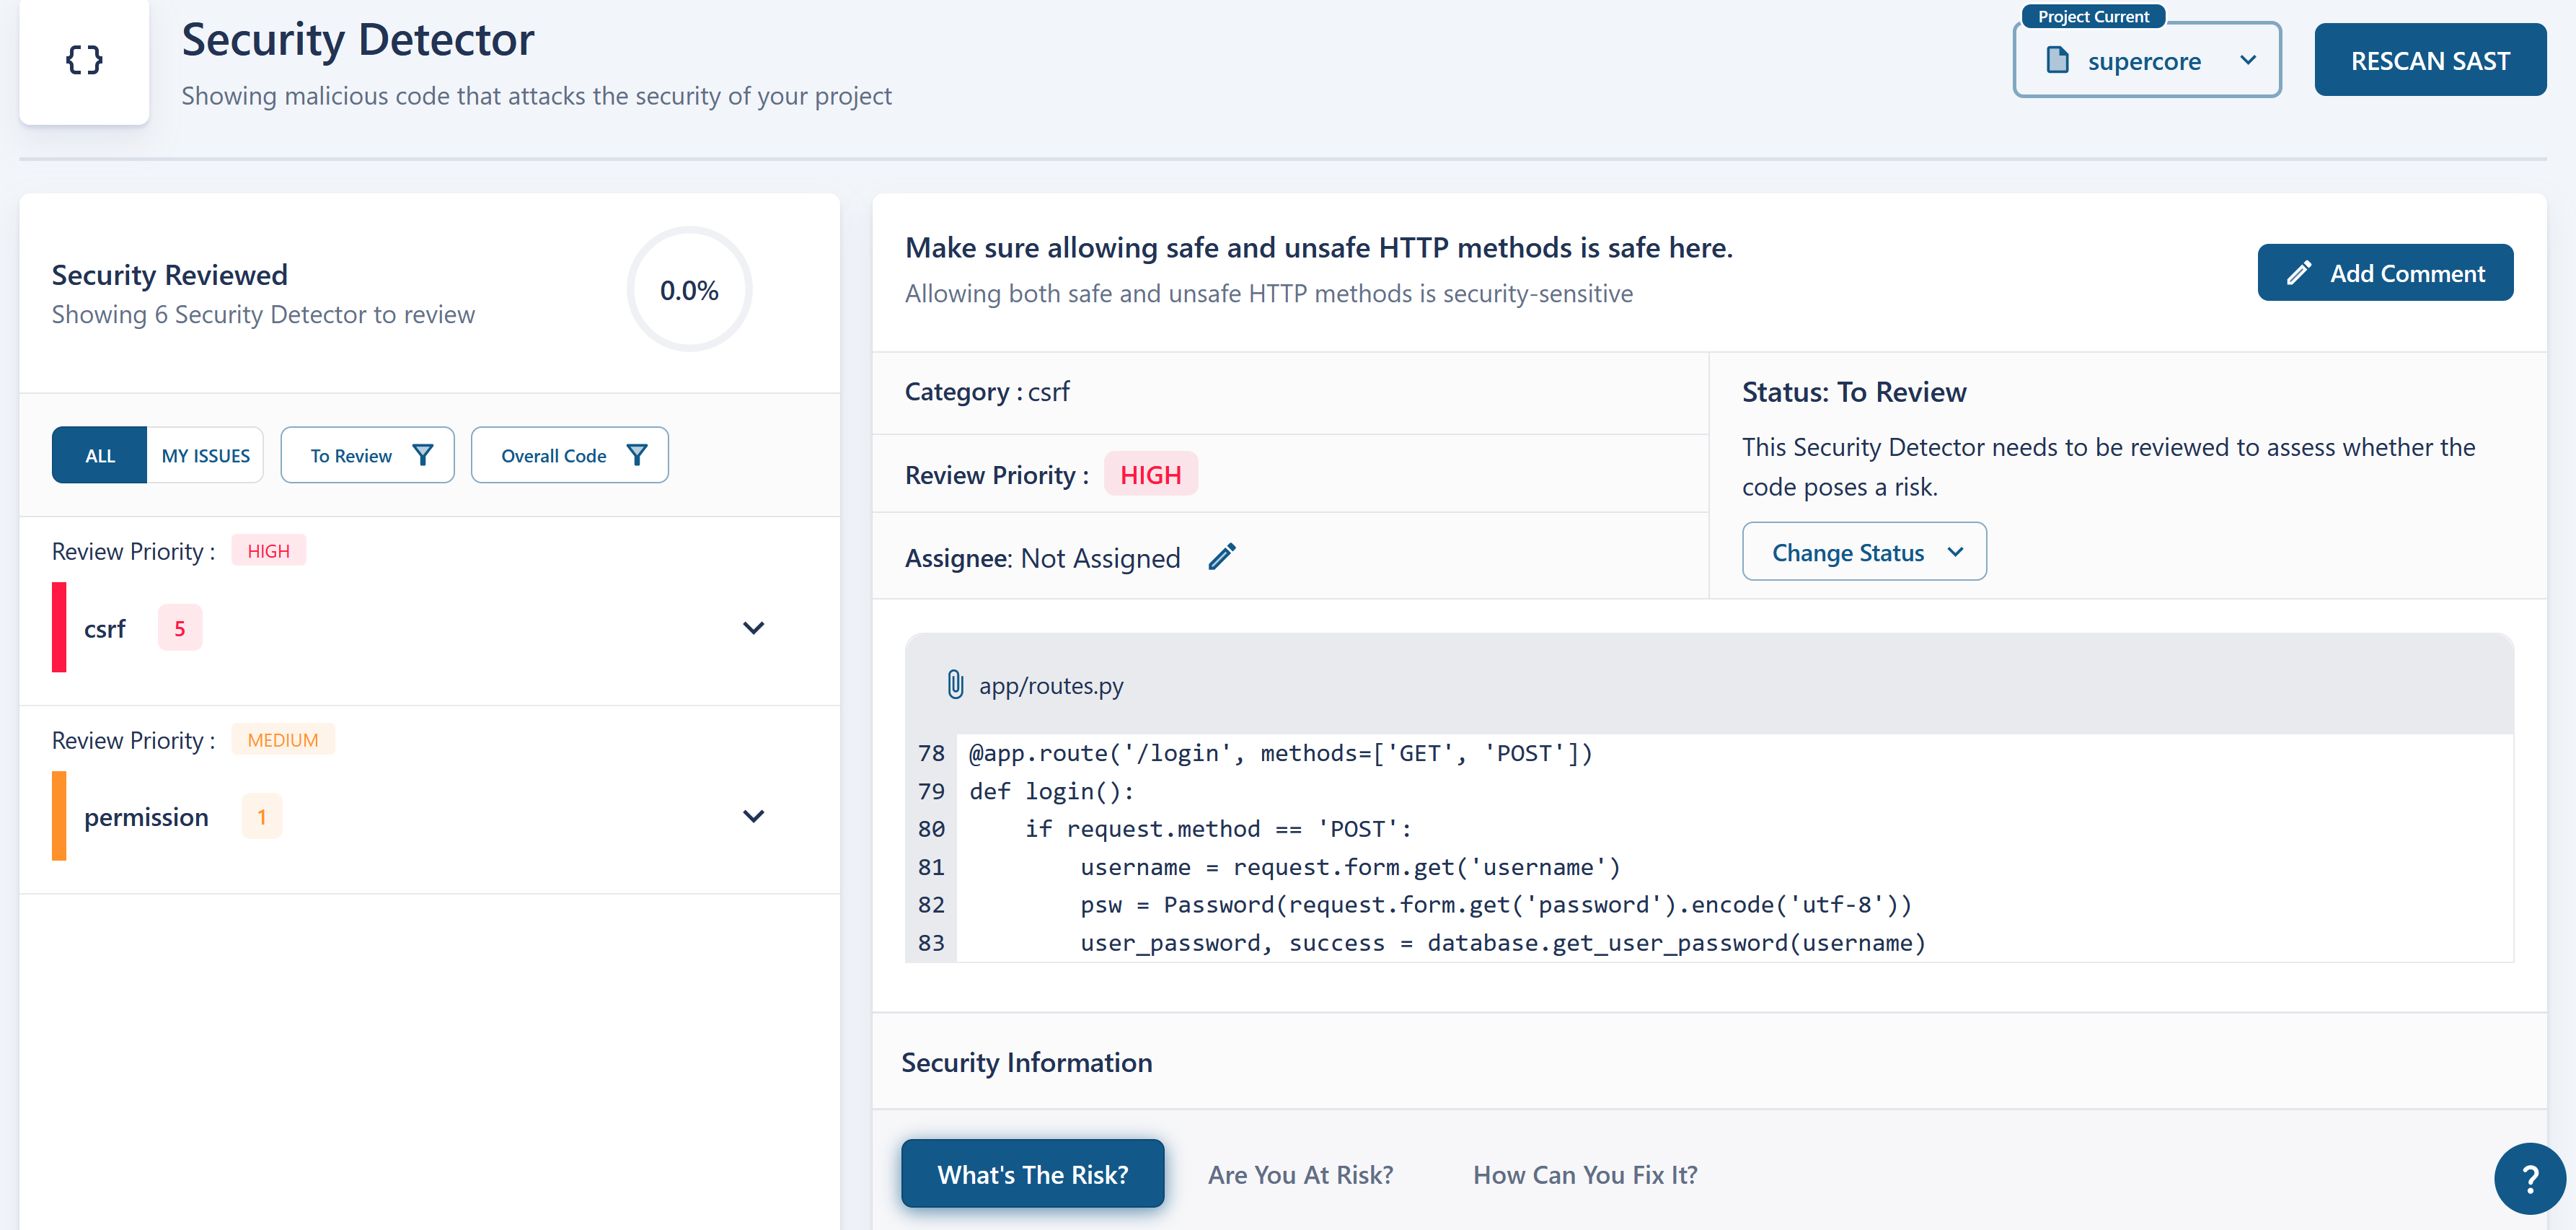 {}
Security Detector
Showing malicious code that attacks the security of your project
Project Current
supercore
RESCAN SAST
Security Reviewed
Showing 6 Security Detector to review
0.0%
ALL
MY ISSUES
To Review
Overall Code
Review Priority : HIGH
csrf 5
Review Priority : MEDIUM
permission 1
Make sure allowing safe and unsafe HTTP methods is safe here.
Allowing both safe and unsafe HTTP methods is security-sensitive
Add Comment
Category : csrf
Review Priority : HIGH
Assignee: Not Assigned
Status: To Review
This Security Detector needs to be reviewed to assess whether the
code poses a risk.
Change Status
app/routes.py
78 @app.route('/login', methods=['GET', 'POST'])
79 def login():
80     if request.method == 'POST':
81         username = request.form.get('username')
82         psw = Password(request.form.get('password').encode('utf-8'))
83         user_password, success = database.get_user_password(username)
Security Information
What's The Risk?
Are You At Risk?
How Can You Fix It?
?